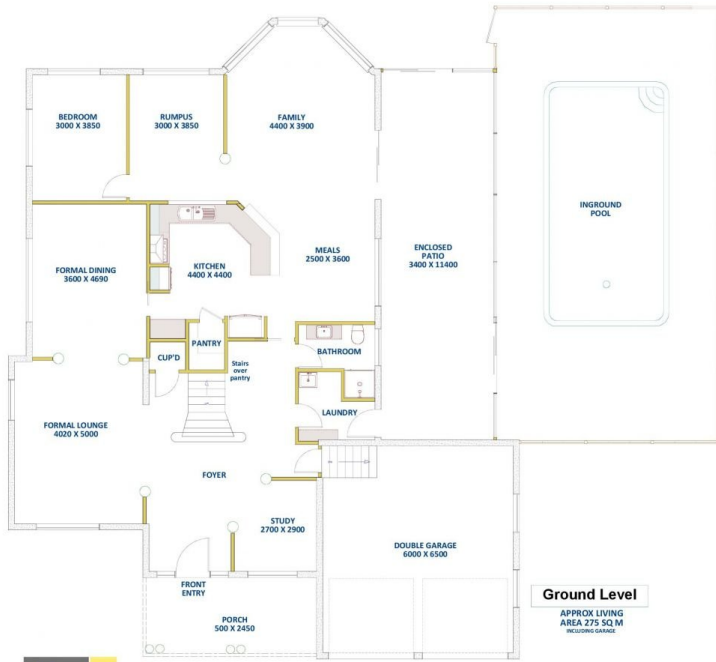 BEDROOM
3000 X 3850
RUMPUS
3000 X 3850
FAMILY
4400 X 3900
INGROUND
POOL
FORMAL DINING
3600 X 4690
KITCHEN
4400 X 4400
MEALS
2500 X 3600
ENCLOSED
PATIO
3400 X 11400
CUP'D
PANTRY
Stairs
over
pantry
BATHROOM
LAUNDRY
FORMAL LOUNGE
4020 X 5000
FOYER
STUDY
2700 X 2900
DOUBLE GARAGE
6000 X 6500
FRONT
ENTRY
PORCH
500 X 2450
Ground Level
APPROX LIVING
AREA 275 SQ M
INCLUDING GARAGE